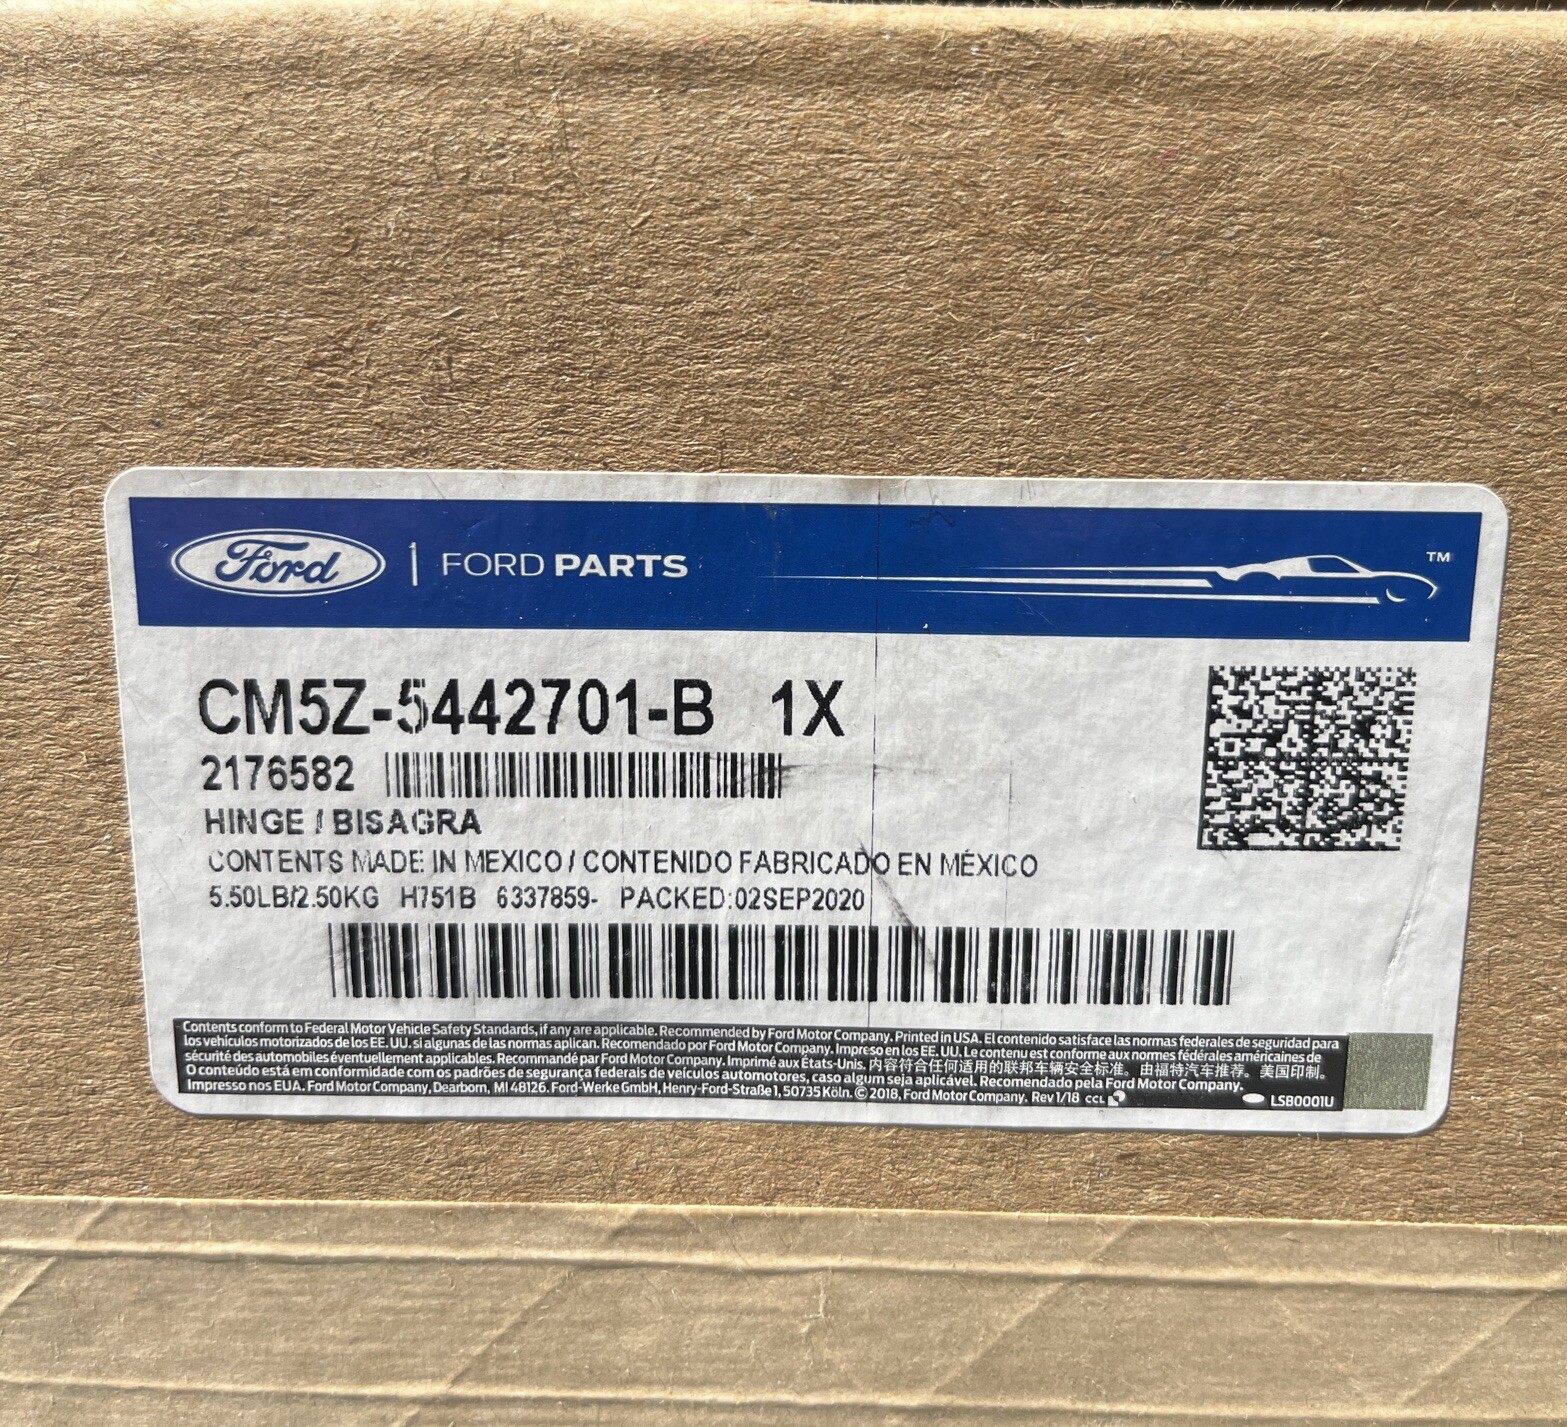 Ford | FORD PARTS ™
CM5Z-5442701-B 1X
2176582
HINGE / BISAGRA
CONTENTS MADE IN MEXICO / CONTENIDO FABRICADO EN MÉXICO
5.50LB/2.50KG H751B 6337859- PACKED:02SEP2020
Contents conform to Federal Motor Vehicle Safety Standards, if any are applicable. Recommended by Ford Motor Company. Printed in USA. El contenido satisface las normas federales de seguridad para
los vehículos motorizados de los EE. UU. si algunas de las normas aplican. Recomendado por Ford Motor Company. Impreso en los EE. UU. Le contenu est conforme aux normes fédérales américaines de
sécurité des automobiles éventuellement applicables. Recommandé par Ford Motor Company. Imprimé aux États-Unis. 内容符合任何适用的联邦车辆安全标准。由福特汽车推荐。美国印制。
O conteúdo está em conformidade com os padrões de segurança federais de veículos automotores, caso algum seja aplicável. Recomendado pela Ford Motor Company.
Impresso nos EUA. Ford Motor Company, Dearborn, MI 48126. Ford-Werke GmbH, Henry-Ford-Straße 1, 50735 Köln. © 2018, Ford Motor Company. Rev 1/18 CCL LSB0001U